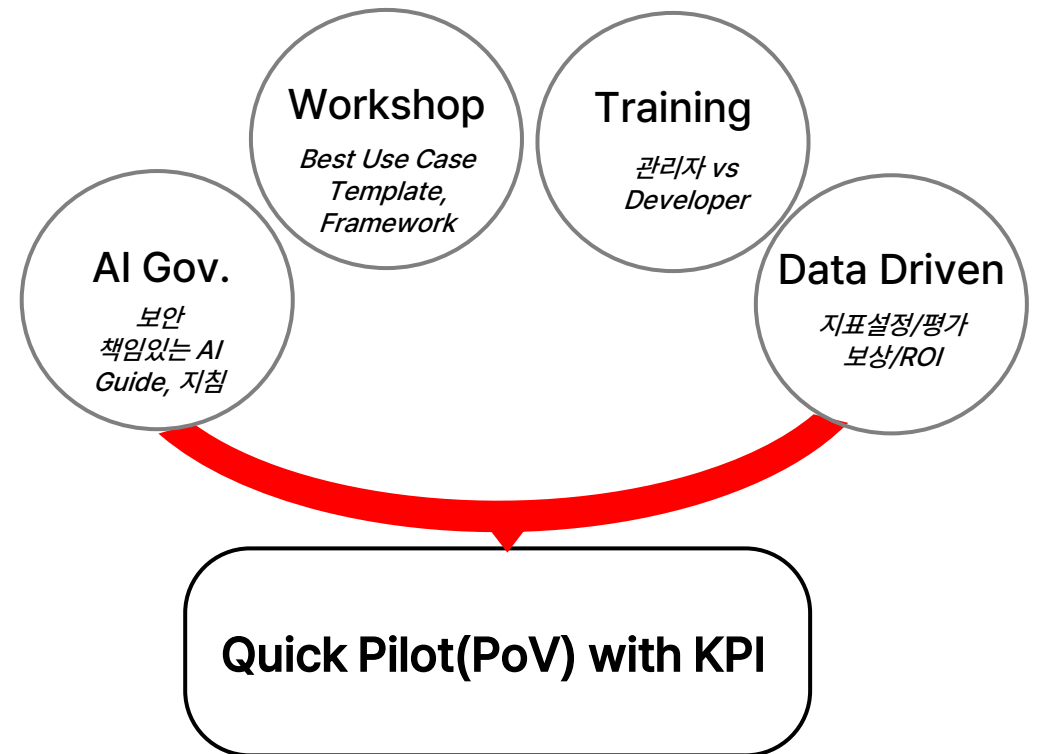 Workshop
Best Use Case
Template,
Framework
Training
관리자 vs
Developer
AI Gov.
보안
책임있는 AI
Guide, 지침
Data Driven
지표설정/평가
보상/ROI
Quick Pilot(PoV) with KPI